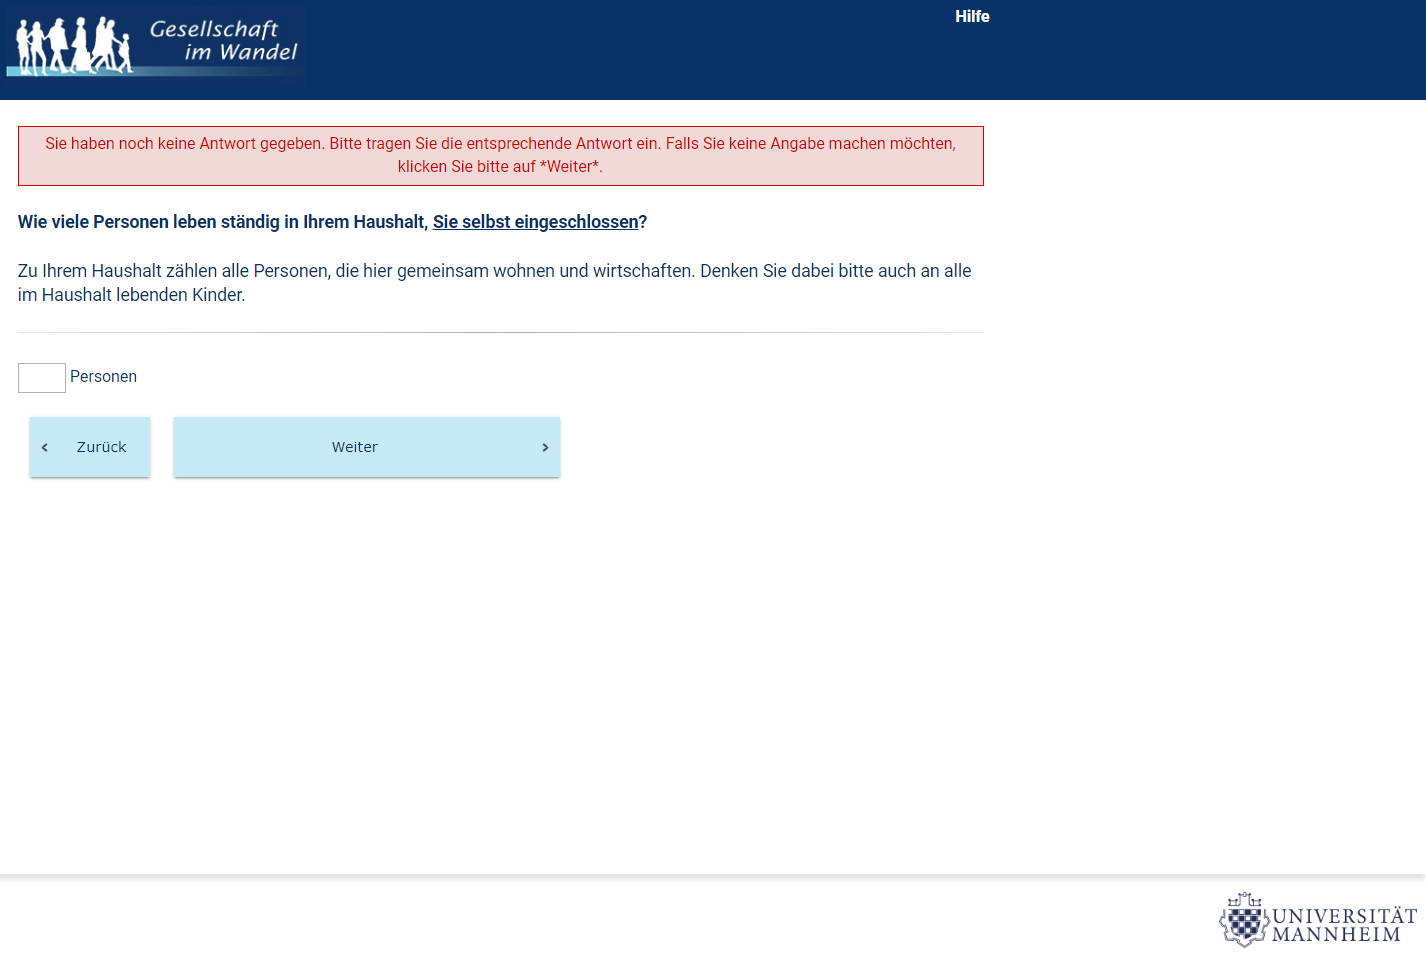 Gesellschaft
im Wandel
Hilfe
Sie haben noch keine Antwort gegeben. Bitte tragen Sie die entsprechende Antwort ein. Falls Sie keine Angabe machen möchten,
klicken Sie bitte auf *Weiter*.
Wie viele Personen leben ständig in Ihrem Haushalt, Sie selbst eingeschlossen?
Zu Ihrem Haushalt zählen alle Personen, die hier gemeinsam wohnen und wirtschaften. Denken Sie dabei bitte auch an alle
im Haushalt lebenden Kinder.
Personen
‹ Zurück
Weiter ›
UNIVERSITÄT
MANNHEIM